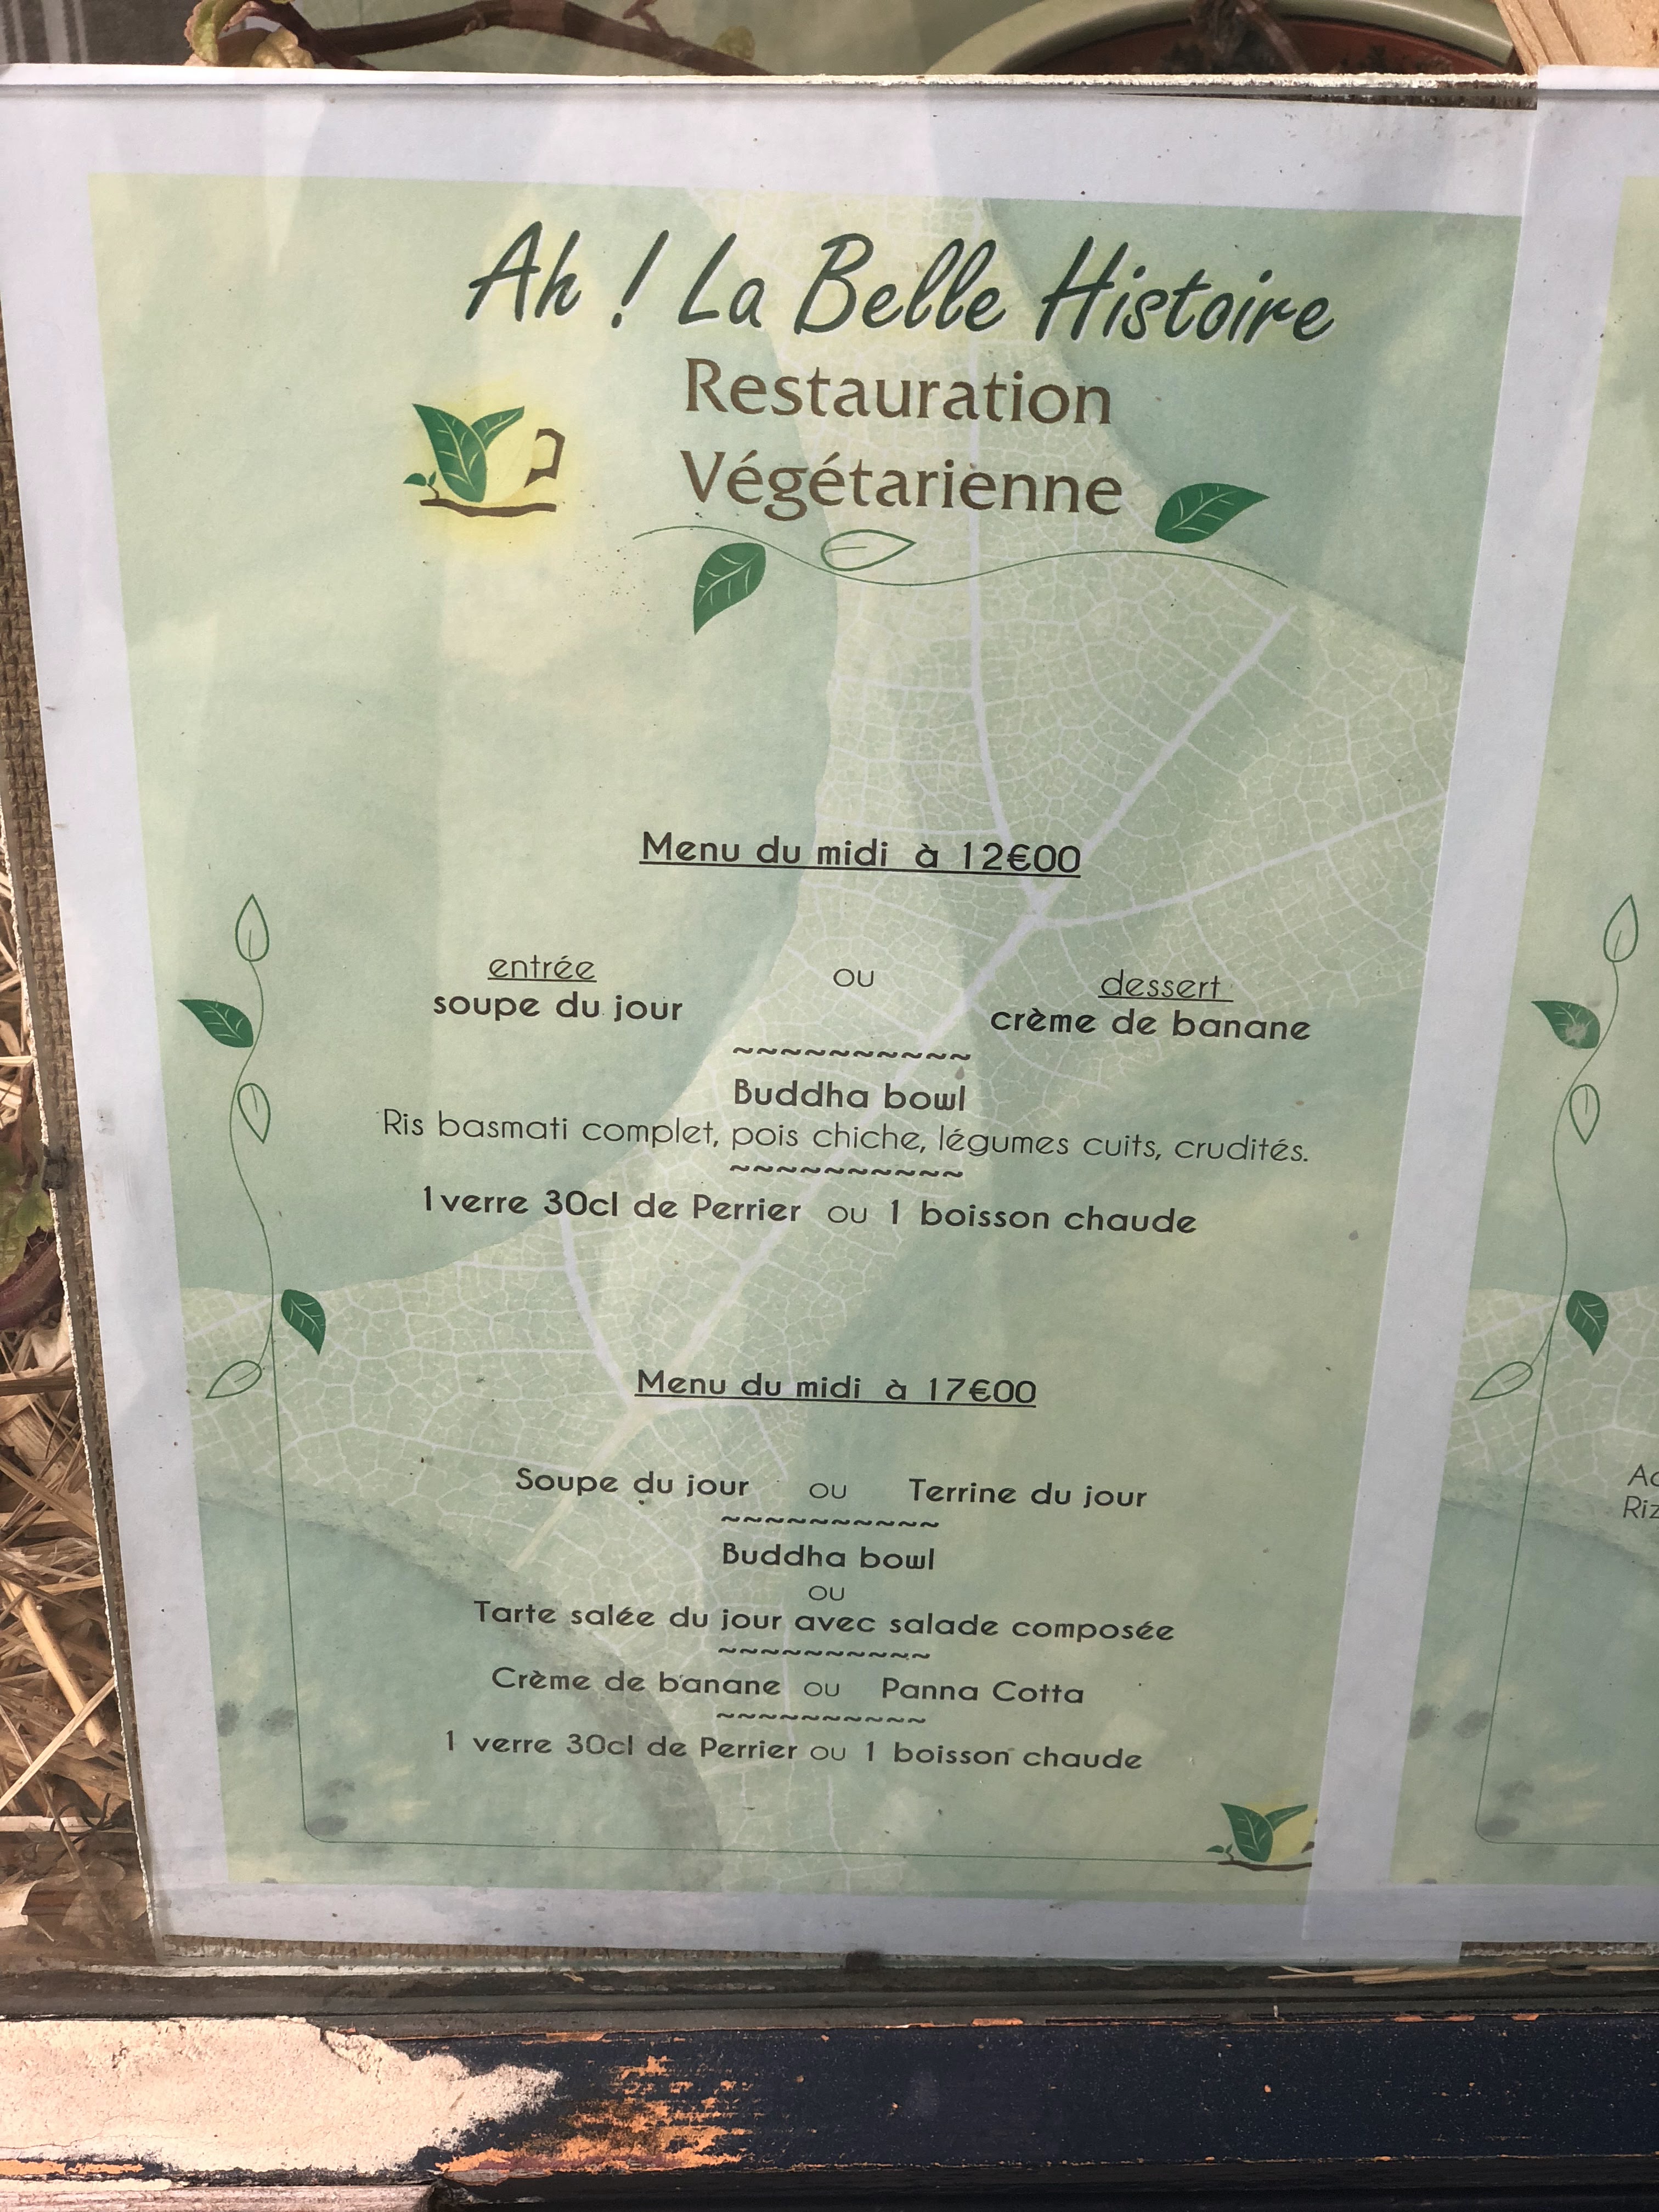 Ah ! La Belle Histoire
Restauration
Végétarienne
Menu du midi à 12€00
entrée ou dessert
soupe du jour crème de banane
~~~~~~~~~~
Buddha bowl
Ris basmati complet, pois chiche, légumes cuits, crudités.
~~~~~~~~~~
1verre 30cl de Perrier ou 1 boisson chaude
Menu du midi à 17€00
Soupe du jour ou Terrine du jour
~~~~~~~~~~
Buddha bowl
ou
Tarte salée du jour avec salade composée
~~~~~~~~~~
Crème de banane ou Panna Cotta
~~~~~~~~~~
1 verre 30cl de Perrier ou 1 boisson chaude